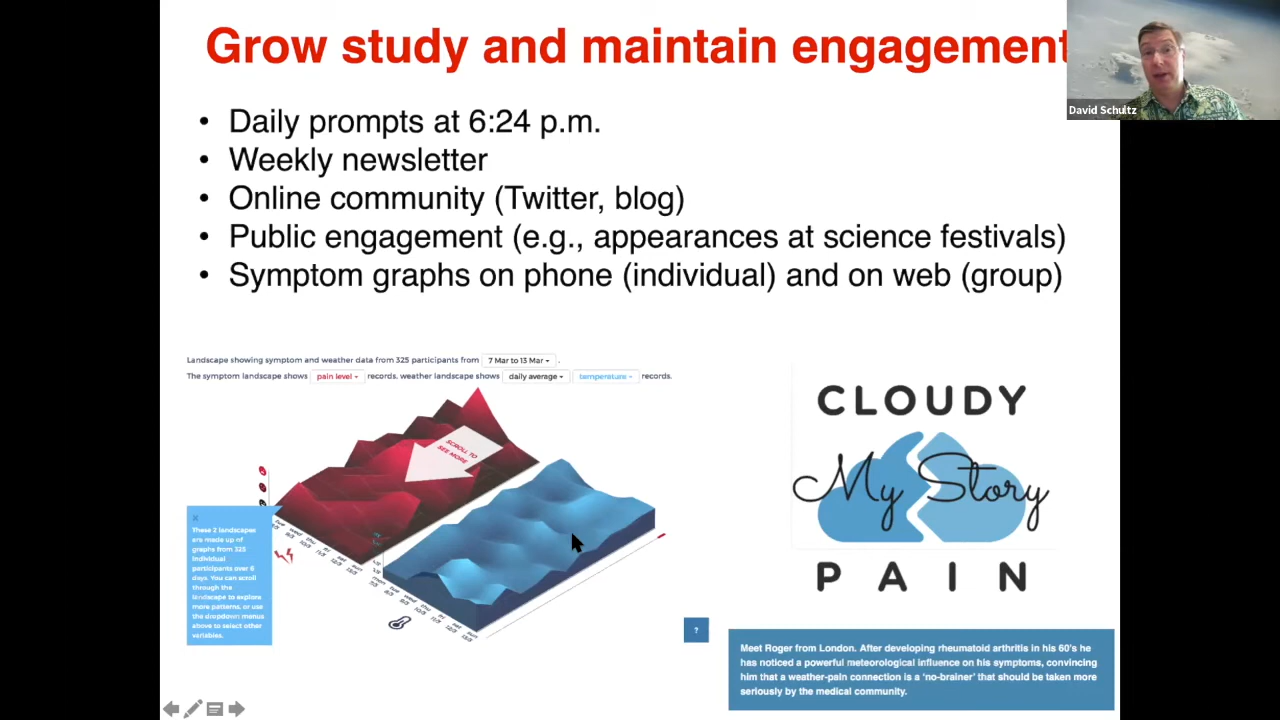 Grow study and maintain engagement
David Schultz
• Daily prompts at 6:24 p.m.
• Weekly newsletter
• Online community (Twitter, blog)
• Public engagement (e.g., appearances at science festivals)
• Symptom graphs on phone (individual) and on web (group)
Landscape showing symptom and weather data from 325 participants from 7 Mar to 13 Mar .
The symptom landscape shows pain level records. weather landscape shows daily average temperature records.
SCROLL TO
SEE MORE
These 2 landscapes
are made up of
graphs from 325
individual
participants over 6
days. You can scroll
through the
landscape to explore
more patterns, or use
the dropdown menus
above to select other
variables.
CLOUDY
My Story
PAIN
?
Meet Roger from London. After developing rheumatoid arthritis in his 60's he
has noticed a powerful meteorological influence on his symptoms, convincing
him that a weather-pain connection is a 'no-brainer' that should be taken more
seriously by the medical community.